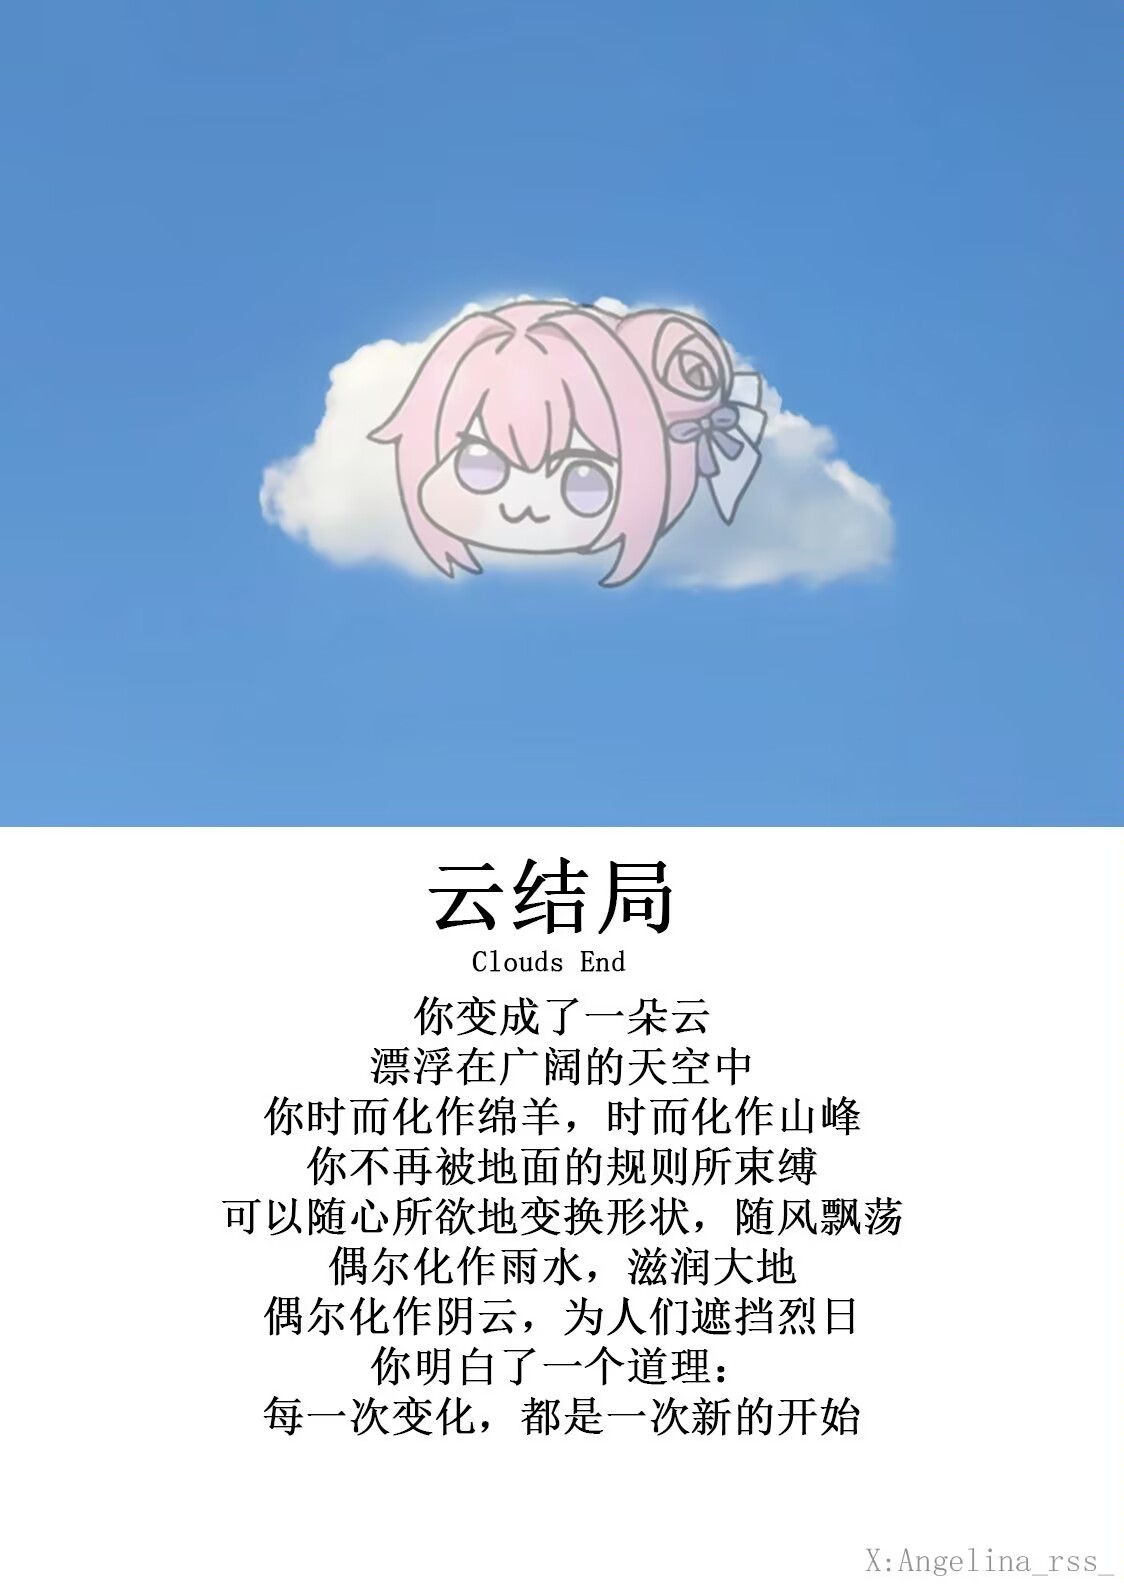 云结局
Clouds End
你变成了一朵云
漂浮在广阔的天空中
你时而化作绵羊，时而化作山峰
你不再被地面的规则所束缚
可以随心所欲地变换形状，随风飘荡
偶尔化作雨水，滋润大地
偶尔化作阴云，为人们遮挡烈日
你明白了一个道理：
每一次变化，都是一次新的开始
X:Angelina_rss_